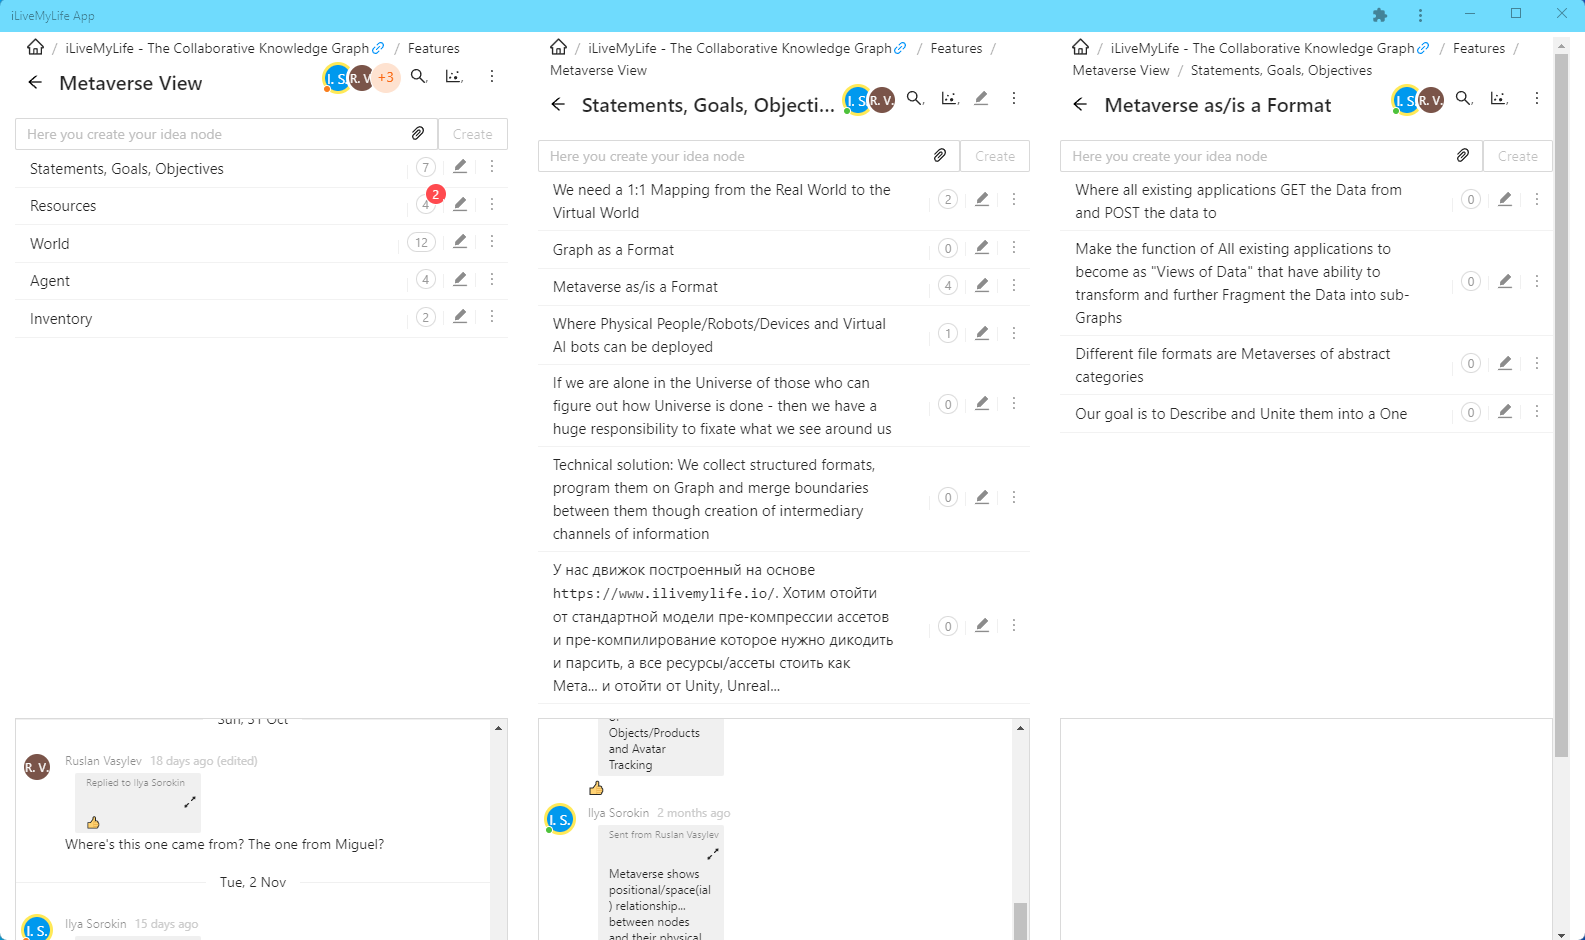 iLiveMyLife App
/ iLiveMyLife - The Collaborative Knowledge Graph / Features
Metaverse View
I. S.
R. V.
+3
Here you create your idea node
Create
Statements, Goals, Objectives
7
Resources
4
2
World
12
Agent
4
Inventory
2
Sun, 31 Oct
R. V.
Ruslan Vasylev 18 days ago (edited)
Replied to Ilya Sorokin
Where's this one came from? The one from Miguel?
Tue, 2 Nov
I. S.
Ilya Sorokin 15 days ago
/ iLiveMyLife - The Collaborative Knowledge Graph / Features /
Metaverse View
Statements, Goals, Objecti...
I. S
R. V.
Here you create your idea node
Create
We need a 1:1 Mapping from the Real World to the
Virtual World
2
Graph as a Format
0
Metaverse as/is a Format
4
Where Physical People/Robots/Devices and Virtual
AI bots can be deployed
1
If we are alone in the Universe of those who can
figure out how Universe is done - then we have a
huge responsibility to fixate what we see around us
0
Technical solution: We collect structured formats,
program them on Graph and merge boundaries
between them though creation of intermediary
channels of information
0
У нас движок построенный на основе
https://www.ilivemylife.io/. Хотим отойти
от стандартной модели пре-компрессии ассетов
и пре-компилирование которое нужно дикодить
и парсить, а все ресурсы/ассеты стоить как
Мета... и отойти от Unity, Unreal...
0
of
Objects/Products
and Avatar
Tracking
I. S.
Ilya Sorokin 2 months ago
Sent from Ruslan Vasylev
Metaverse shows
positional/space(ial
) relationship...
between nodes
and their physical
/ iLiveMyLife - The Collaborative Knowledge Graph / Features /
Metaverse View / Statements, Goals, Objectives
Metaverse as/is a Format
I. S
R. V.
Here you create your idea node
Create
Where all existing applications GET the Data from
and POST the data to
0
Make the function of All existing applications to
become as "Views of Data" that have ability to
transform and further Fragment the Data into sub-
Graphs
0
Different file formats are Metaverses of abstract
categories
0
Our goal is to Describe and Unite them into a One
0